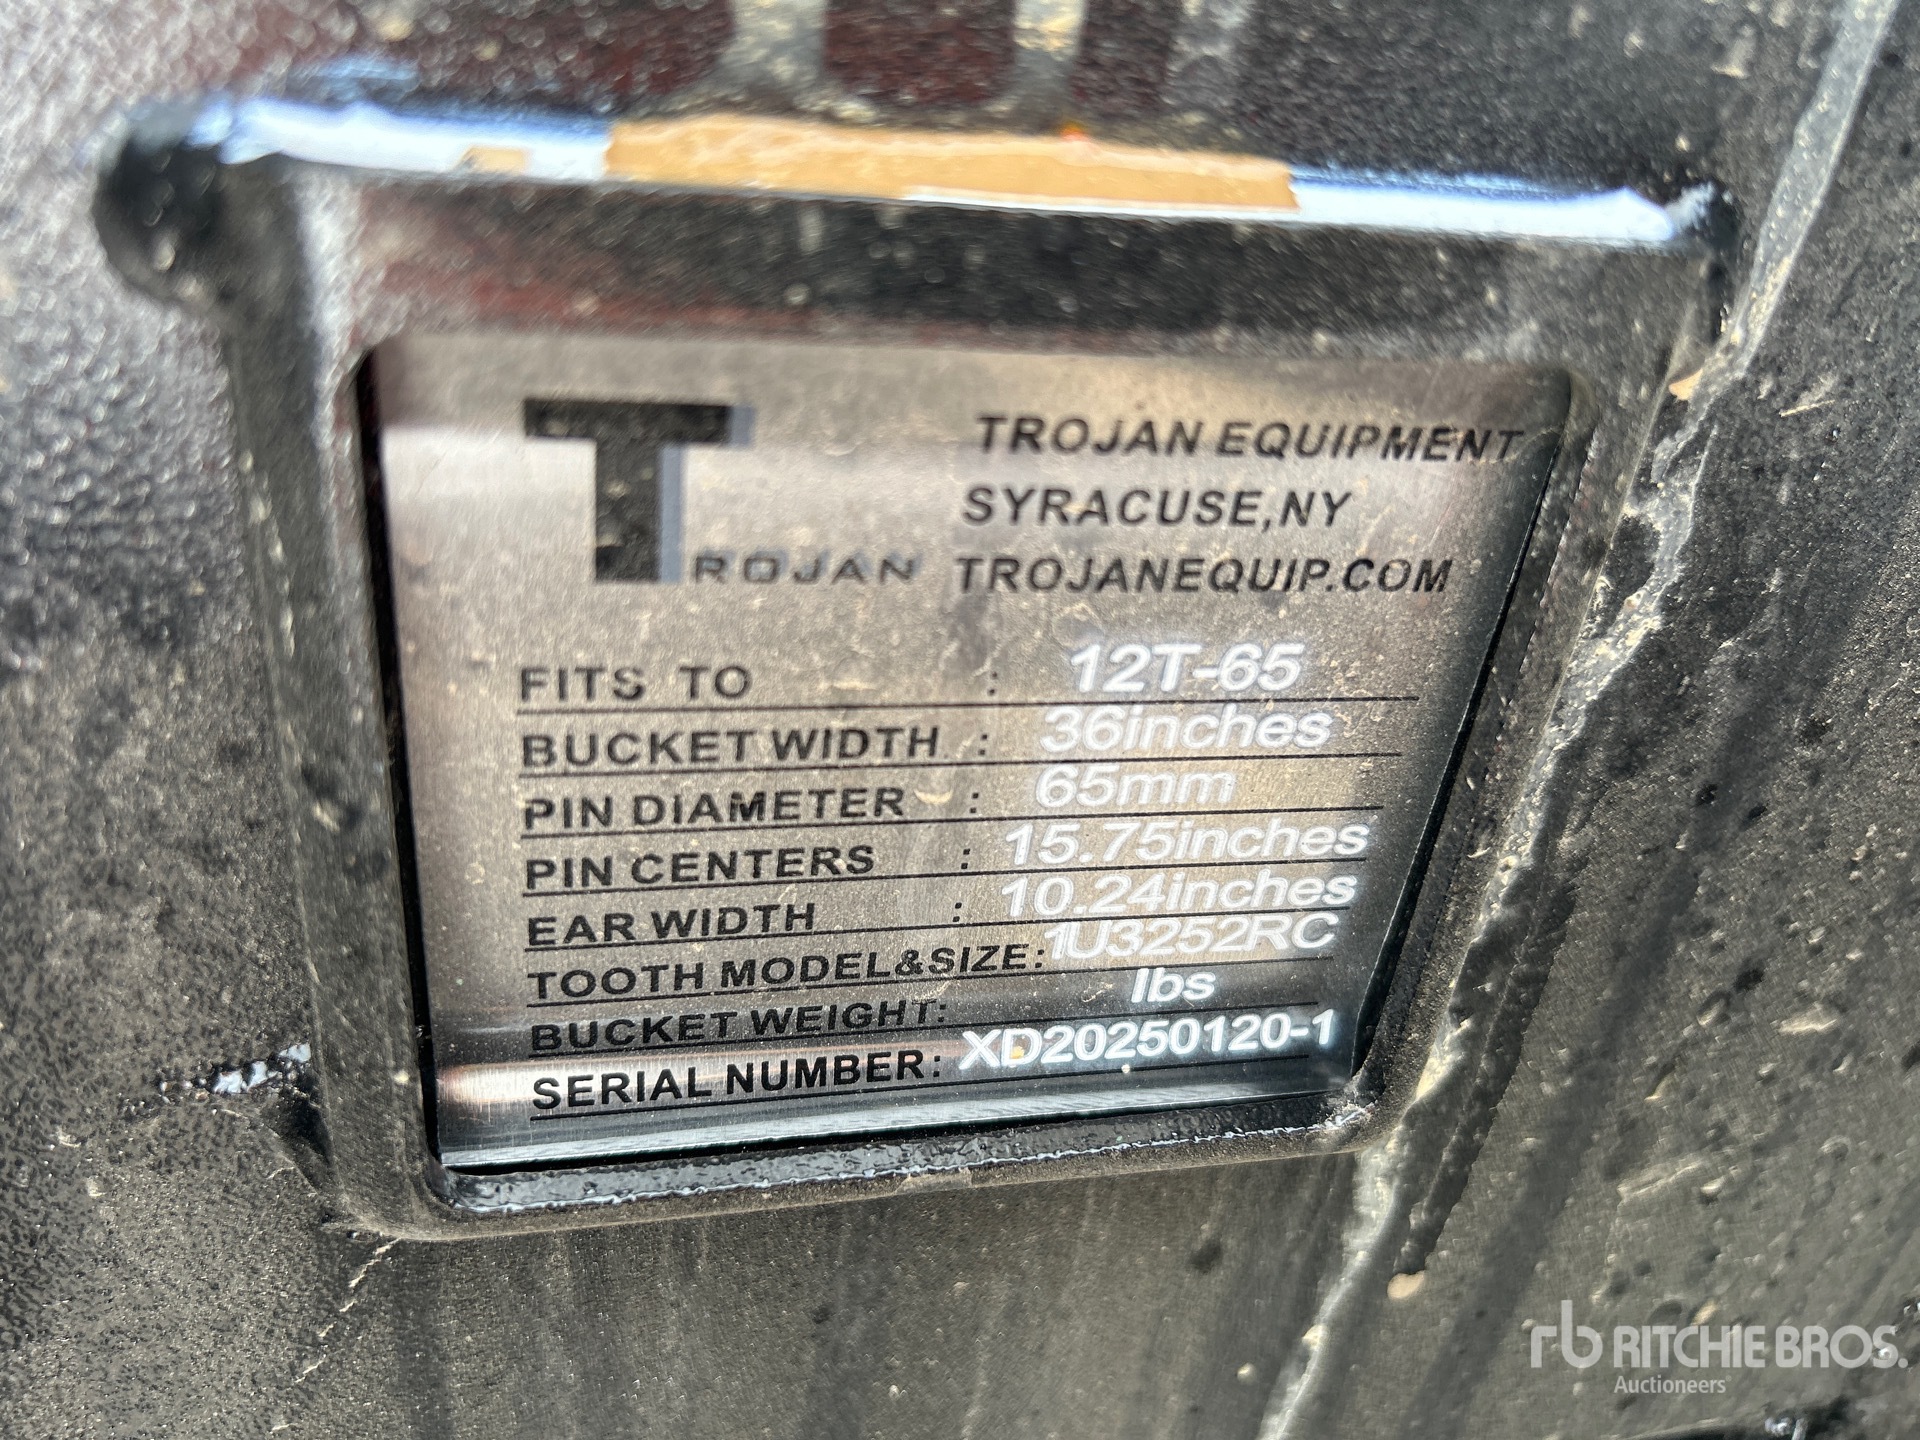 TROJAN
TROJAN EQUIPMENT
SYRACUSE,NY
TROJANEQUIP.COM
FITS TO : 12T-65
BUCKET WIDTH : 36inches
PIN DIAMETER : 65mm
PIN CENTERS : 15.75inches
EAR WIDTH : 10.24inches
TOOTH MODEL&SIZE: 1U3252RC
BUCKET WEIGHT: lbs
SERIAL NUMBER: XD20250120-1
rb RITCHIE BROS.
Auctioneers